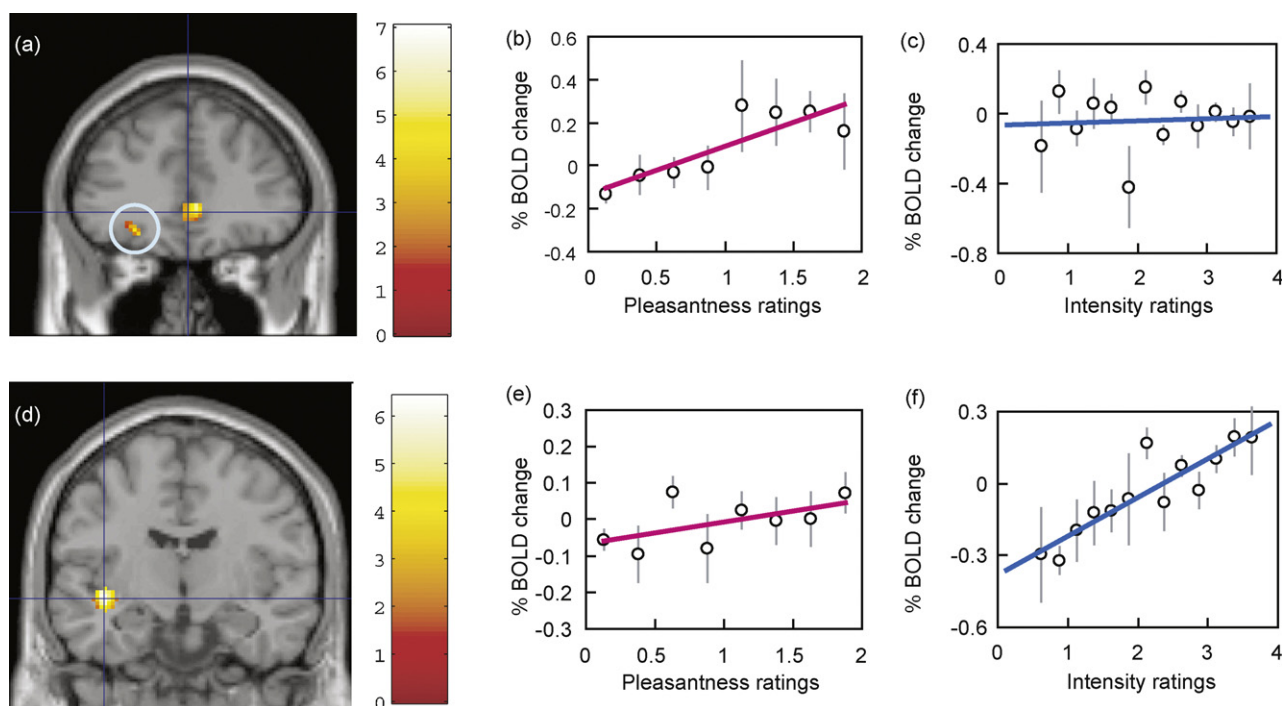 (a)
7
6
5
4
3
2
1
0
(b)
% BOLD change
0.6
0.4
0.2
0
-0.2
-0.4
0 0.5 1 1.5 2
Pleasantness ratings
(c)
% BOLD change
0.4
0
-0.4
-0.8
0 1 2 3 4
Intensity ratings
(d)
6
5
4
3
2
1
0
(e)
% BOLD change
0.3
0.2
0.1
0
-0.1
-0.2
-0.3
0 0.5 1 1.5 2
Pleasantness ratings
(f)
% BOLD change
0.3
0
-0.3
-0.6
0 1 2 3 4
Intensity ratings